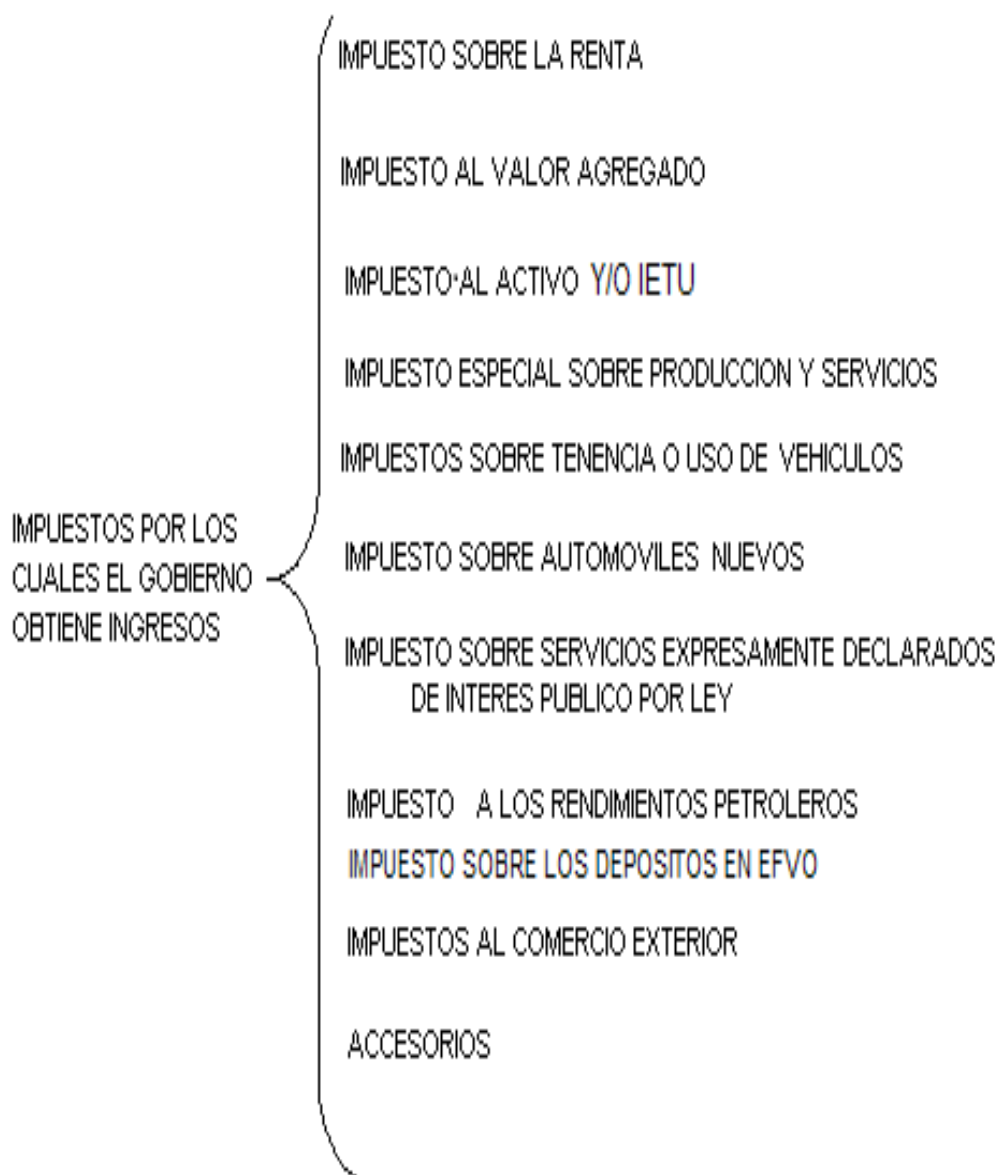 IMPUESTO SOBRE LA RENTA
IMPUESTO AL VALOR AGREGADO
IMPUESTO AL ACTIVO Y/O IETU
IMPUESTO ESPECIAL SOBRE PRODUCCION Y SERVICIOS
IMPUESTOS SOBRE TENENCIA O USO DE VEHICULOS
IMPUESTOS POR LOS
CUALES EL GOBIERNO
OBTIENE INGRESOS
IMPUESTO SOBRE AUTOMOVILES NUEVOS
IMPUESTO SOBRE SERVICIOS EXPRESAMENTE DECLARADOS
DE INTERES PUBLICO POR LEY
IMPUESTO A LOS RENDIMIENTOS PETROLEROS
IMPUESTO SOBRE LOS DEPOSITOS EN EFVO
IMPUESTOS AL COMERCIO EXTERIOR
ACCESORIOS